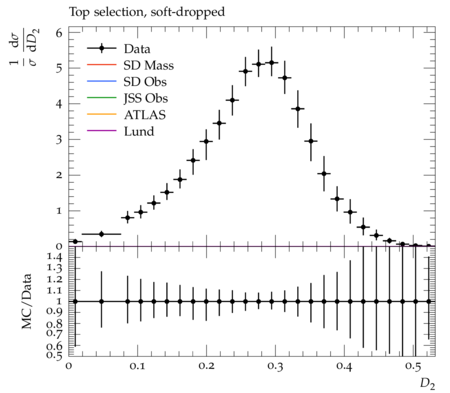 Top selection, soft-dropped
1/σ dσ/dD₂
Data
SD Mass
SD Obs
JSS Obs
ATLAS
Lund
6
5
4
3
2
1
0
MC/Data
1.4
1.3
1.2
1.1
1
0.9
0.8
0.7
0.6
0.5
0 0.1 0.2 0.3 0.4 0.5
D₂